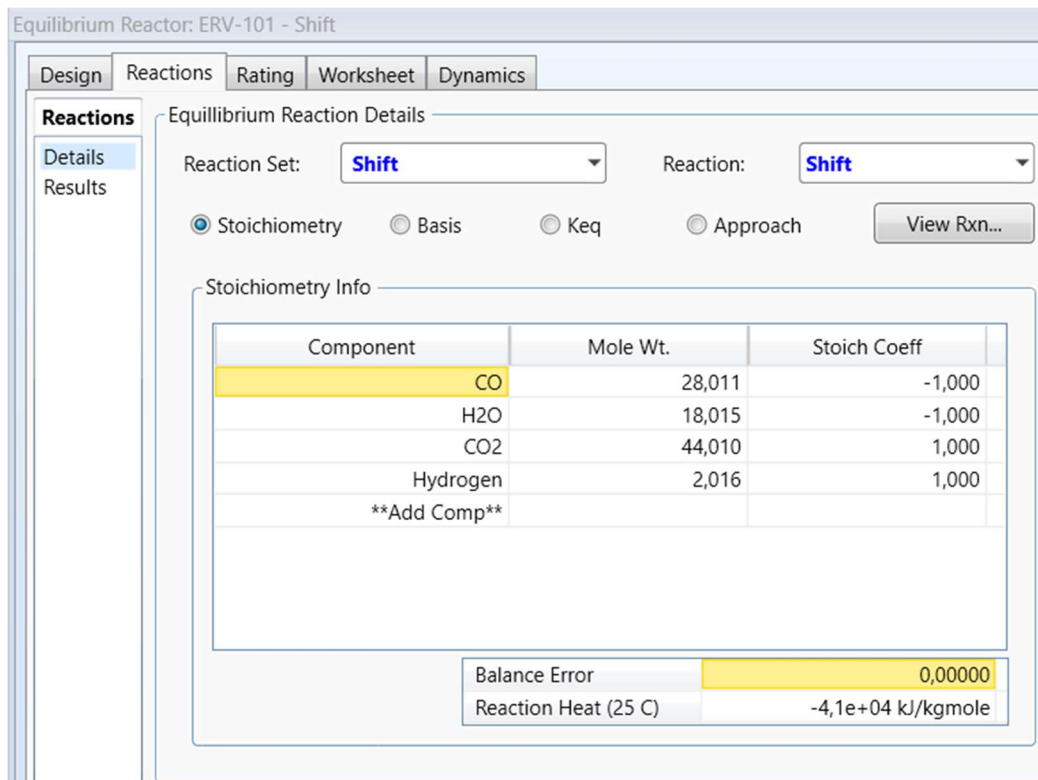 Equilibrium Reactor: ERV-101 - Shift
Design Reactions Rating Worksheet Dynamics
Reactions
Details
Results
Equillibrium Reaction Details
Reaction Set: Shift Reaction: Shift
Stoichiometry Basis Keq Approach View Rxn...
Stoichiometry Info
Component Mole Wt. Stoich Coeff
CO 28,011 -1,000
H2O 18,015 -1,000
CO2 44,010 1,000
Hydrogen 2,016 1,000
**Add Comp**
Balance Error 0,00000
Reaction Heat (25 C) -4,1e+04 kJ/kgmole